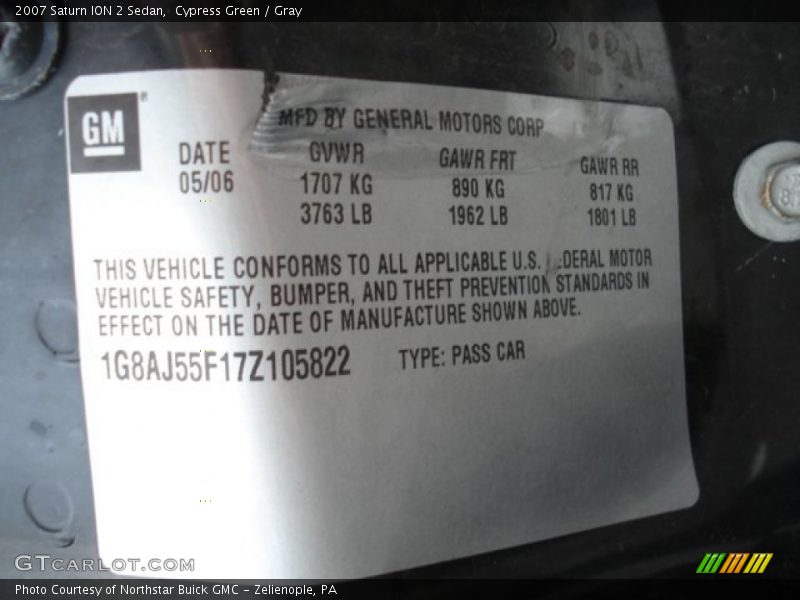 2007 Saturn ION 2 Sedan, Cypress Green / Gray
GM
MFD BY GENERAL MOTORS CORP
DATE GVWR GAWR FRT GAWR RR
05/06 1707 KG 890 KG 817 KG
3763 LB 1962 LB 1801 LB
THIS VEHICLE CONFORMS TO ALL APPLICABLE U.S. DERAL MOTOR
VEHICLE SAFETY, BUMPER, AND THEFT PREVENTION STANDARDS IN
EFFECT ON THE DATE OF MANUFACTURE SHOWN ABOVE.
1G8AJ55F17Z105822 TYPE: PASS CAR
GTCARLOT.COM
Photo Courtesy of Northstar Buick GMC - Zelienople, PA